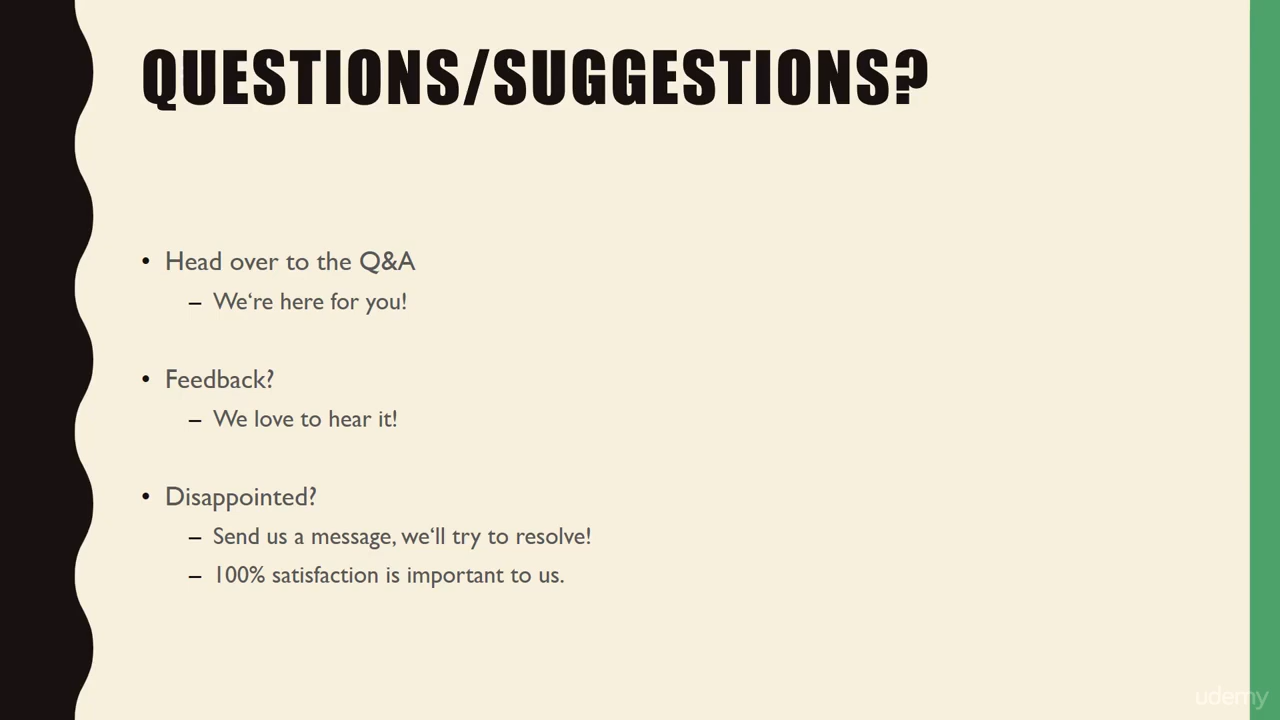 QUESTIONS/SUGGESTIONS?
• Head over to the Q&A
– We‘re here for you!
• Feedback?
– We love to hear it!
• Disappointed?
– Send us a message, we‘ll try to resolve!
– 100% satisfaction is important to us.
udemy